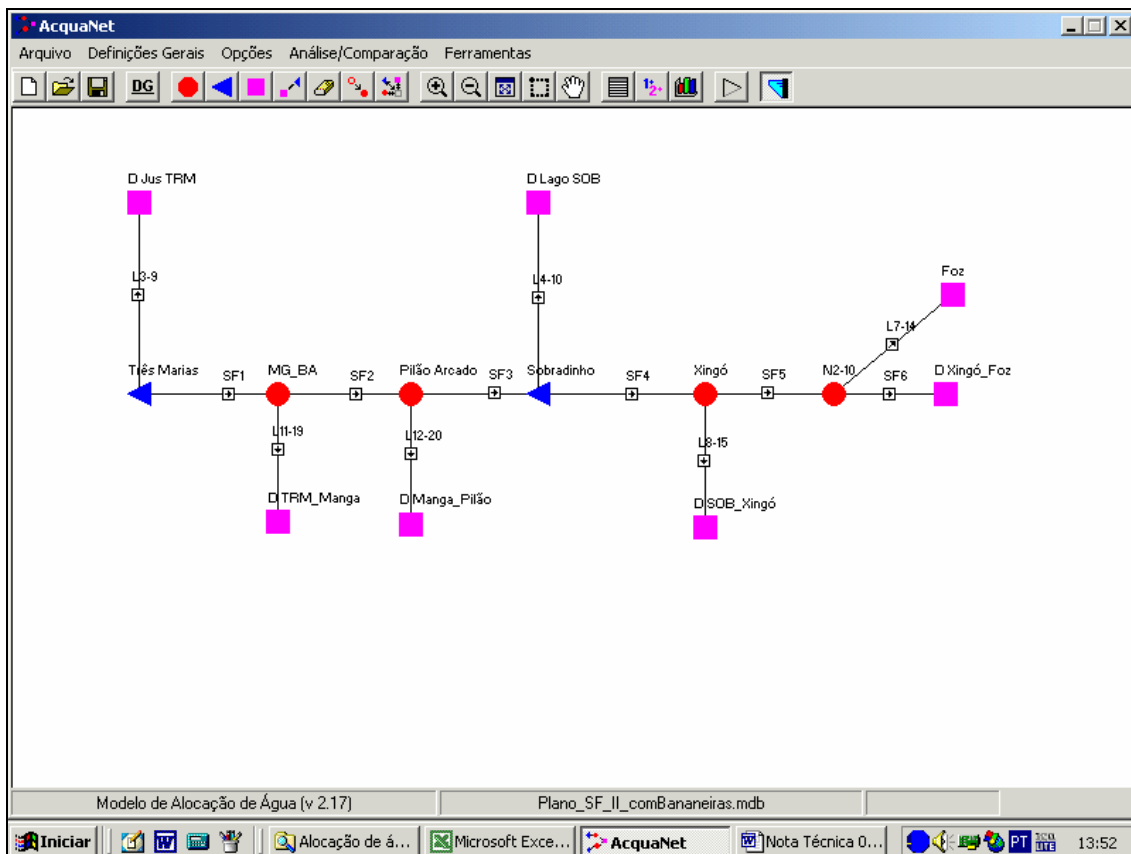 AcquaNet
Arquivo Definições Gerais Opções Análise/Comparação Ferramentas
DG
D Jus TRM
D Lago SOB
Foz
L3-9
L4-10
L7-14
Três Marias
SF1
MG_BA
SF2
Pilão Arcado
SF3
Sobradinho
SF4
Xingó
SF5
N2-10
SF6
D Xingó_Foz
L11-19
L12-20
L8-15
D TRM_Manga
D Manga_Pilão
D SOB_Xingó
Modelo de Alocação de Água (v 2.17) Plano_SF_II_comBananeiras.mdb
Iniciar Alocação de á... Microsoft Exce... AcquaNet Nota Técnica 0... PT 13:52